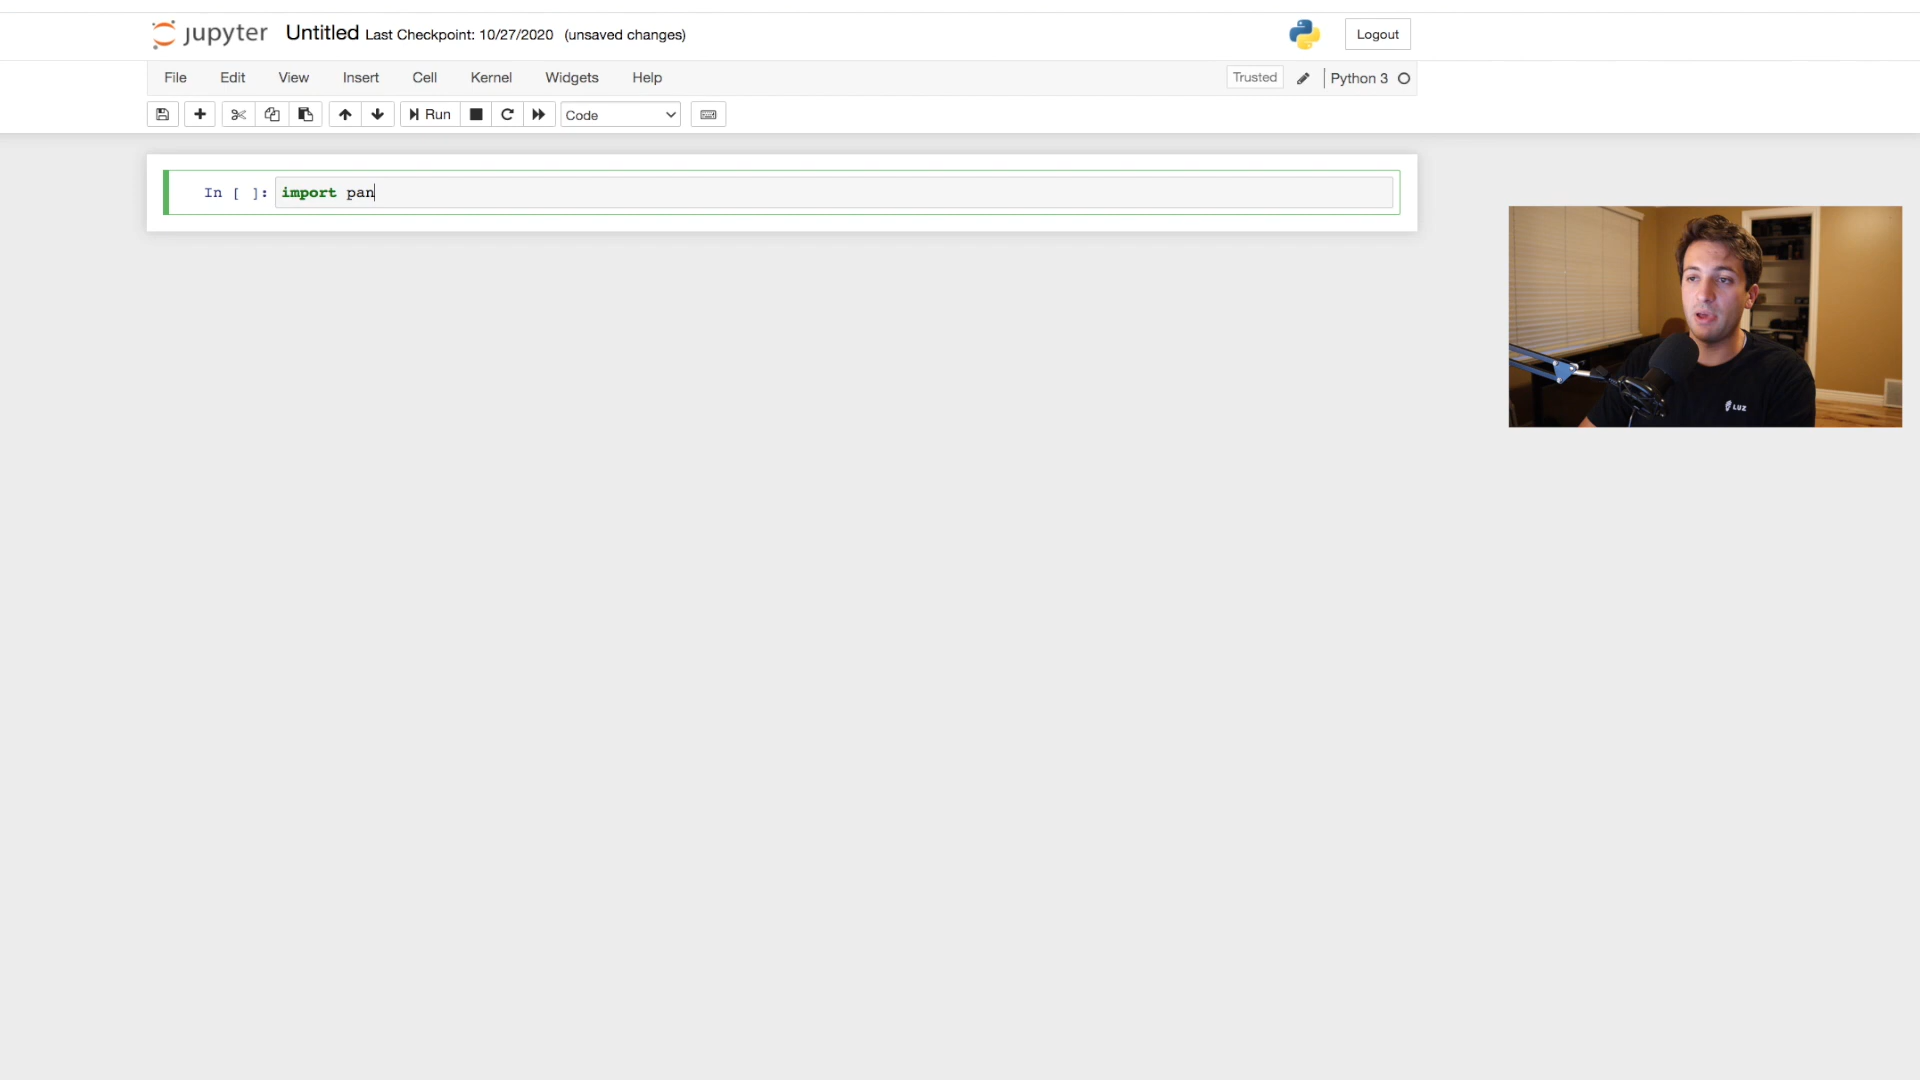 jupyter Untitled Last Checkpoint: 10/27/2020 (unsaved changes) Logout
File Edit View Insert Cell Kernel Widgets Help Trusted Python 3
Run Code
In [ ]: import pan
LUZ